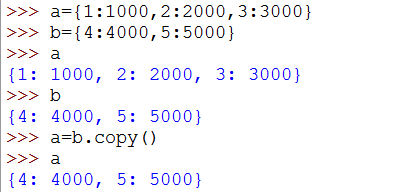 >>> a={1:1000,2:2000,3:3000}
>>> b={4:4000,5:5000}
>>> a
{1: 1000, 2: 2000, 3: 3000}
>>> b
{4: 4000, 5: 5000}
>>> a=b.copy()
>>> a
{4: 4000, 5: 5000}